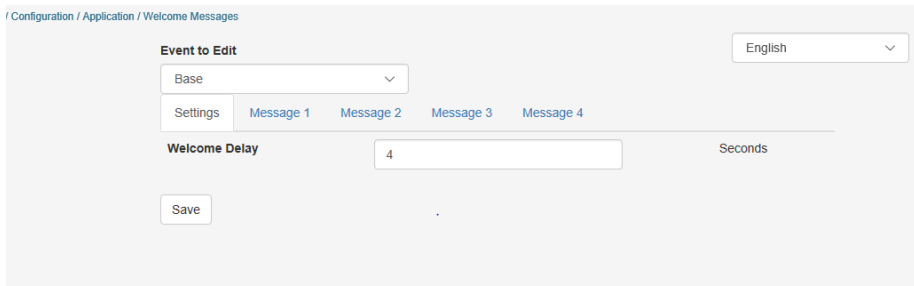 / Configuration / Application / Welcome Messages
Event to Edit
English
Base
Settings Message 1 Message 2 Message 3 Message 4
Welcome Delay 4 Seconds
Save